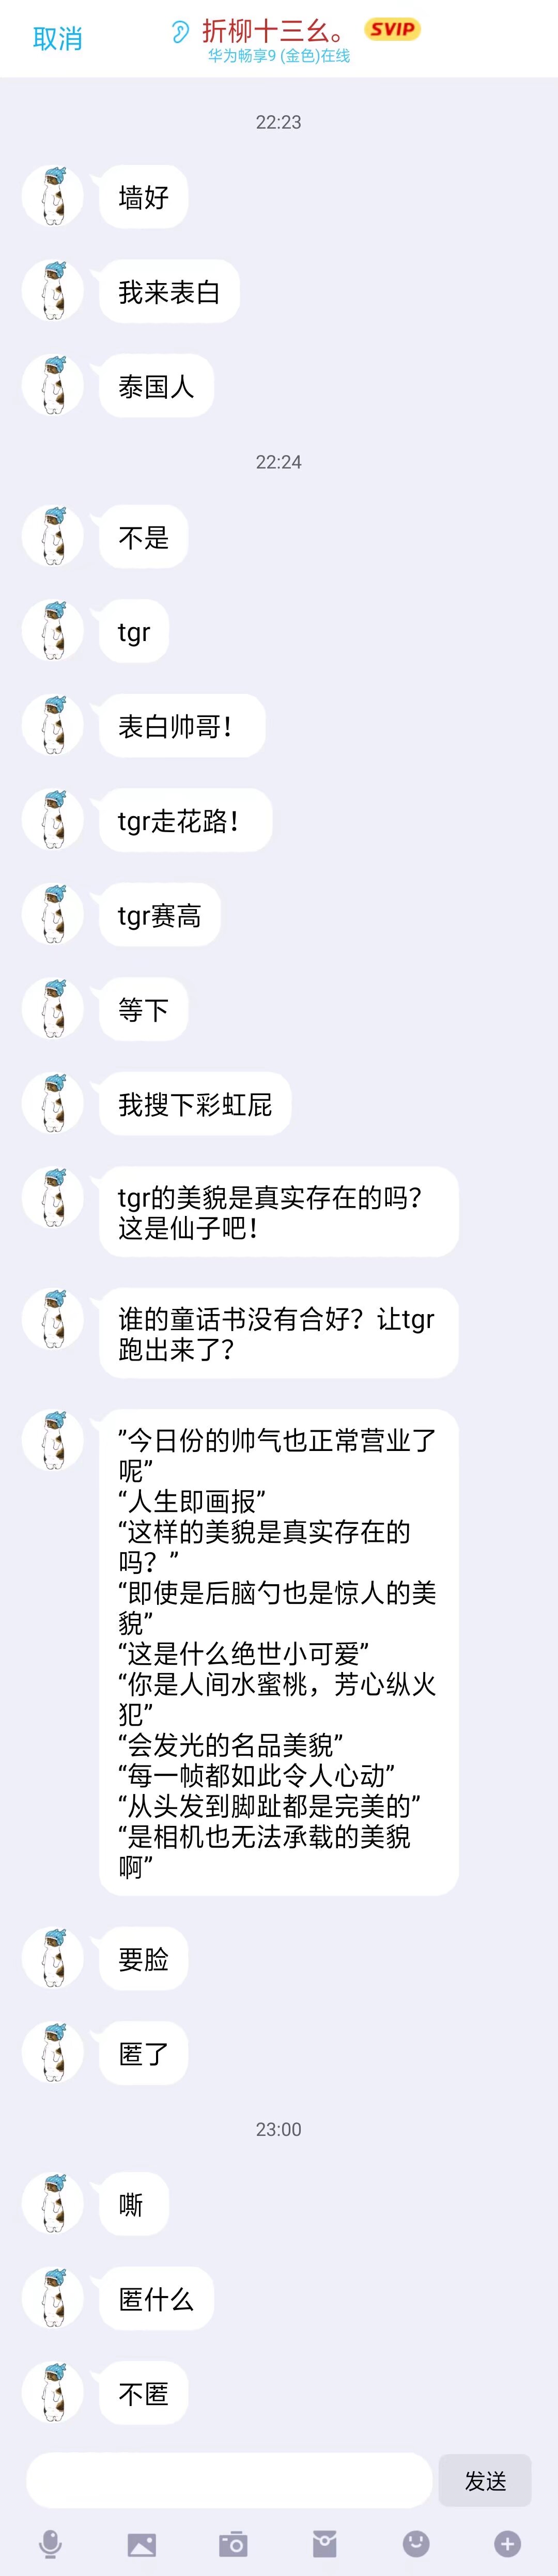 取消
折柳十三幺。
SVIP
华为畅享9 (金色)在线
22:23
墙好
我来表白
泰国人
22:24
不是
tgr
表白帅哥！
tgr走花路！
tgr赛高
等下
我搜下彩虹屁
tgr的美貌是真实存在的吗？
这是仙子吧！
谁的童话书没有合好？让tgr
跑出来了？
”今日份的帅气也正常营业了
呢”
“人生即画报”
“这样的美貌是真实存在的
吗？”
“即使是后脑勺也是惊人的美
貌”
“这是什么绝世小可爱”
“你是人间水蜜桃，芳心纵火
犯”
“会发光的名品美貌”
“每一帧都如此令人心动”
“从头发到脚趾都是完美的”
“是相机也无法承载的美貌
啊”
要脸
匿了
23:00
嘶
匿什么
不匿
发送